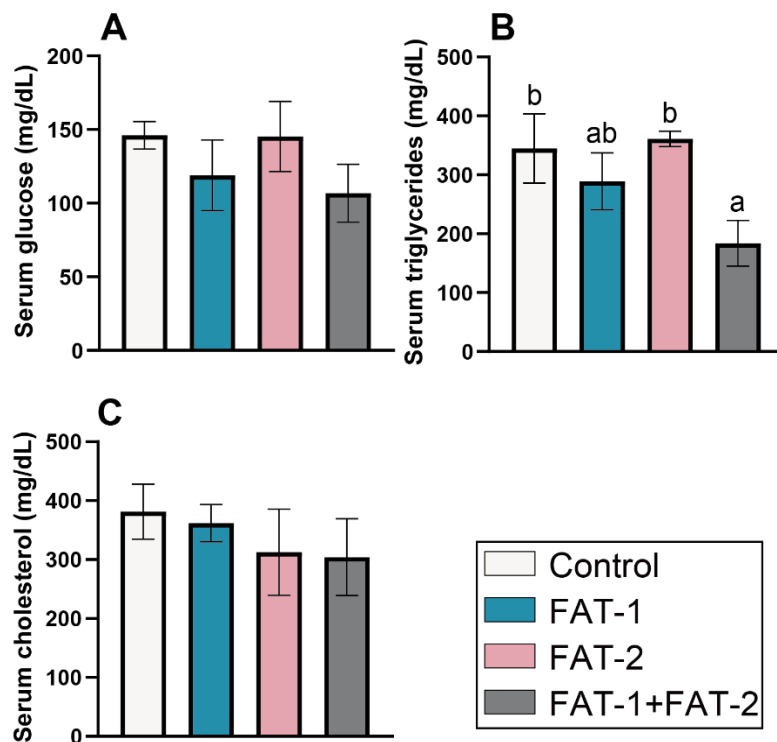 A
Serum glucose (mg/dL)
200
150
100
50
0
B
Serum triglycerides (mg/dL)
500
400
300
200
100
0
b
ab
b
a
C
Serum cholesterol (mg/dL)
500
400
300
200
100
0
Control
FAT-1
FAT-2
FAT-1+FAT-2